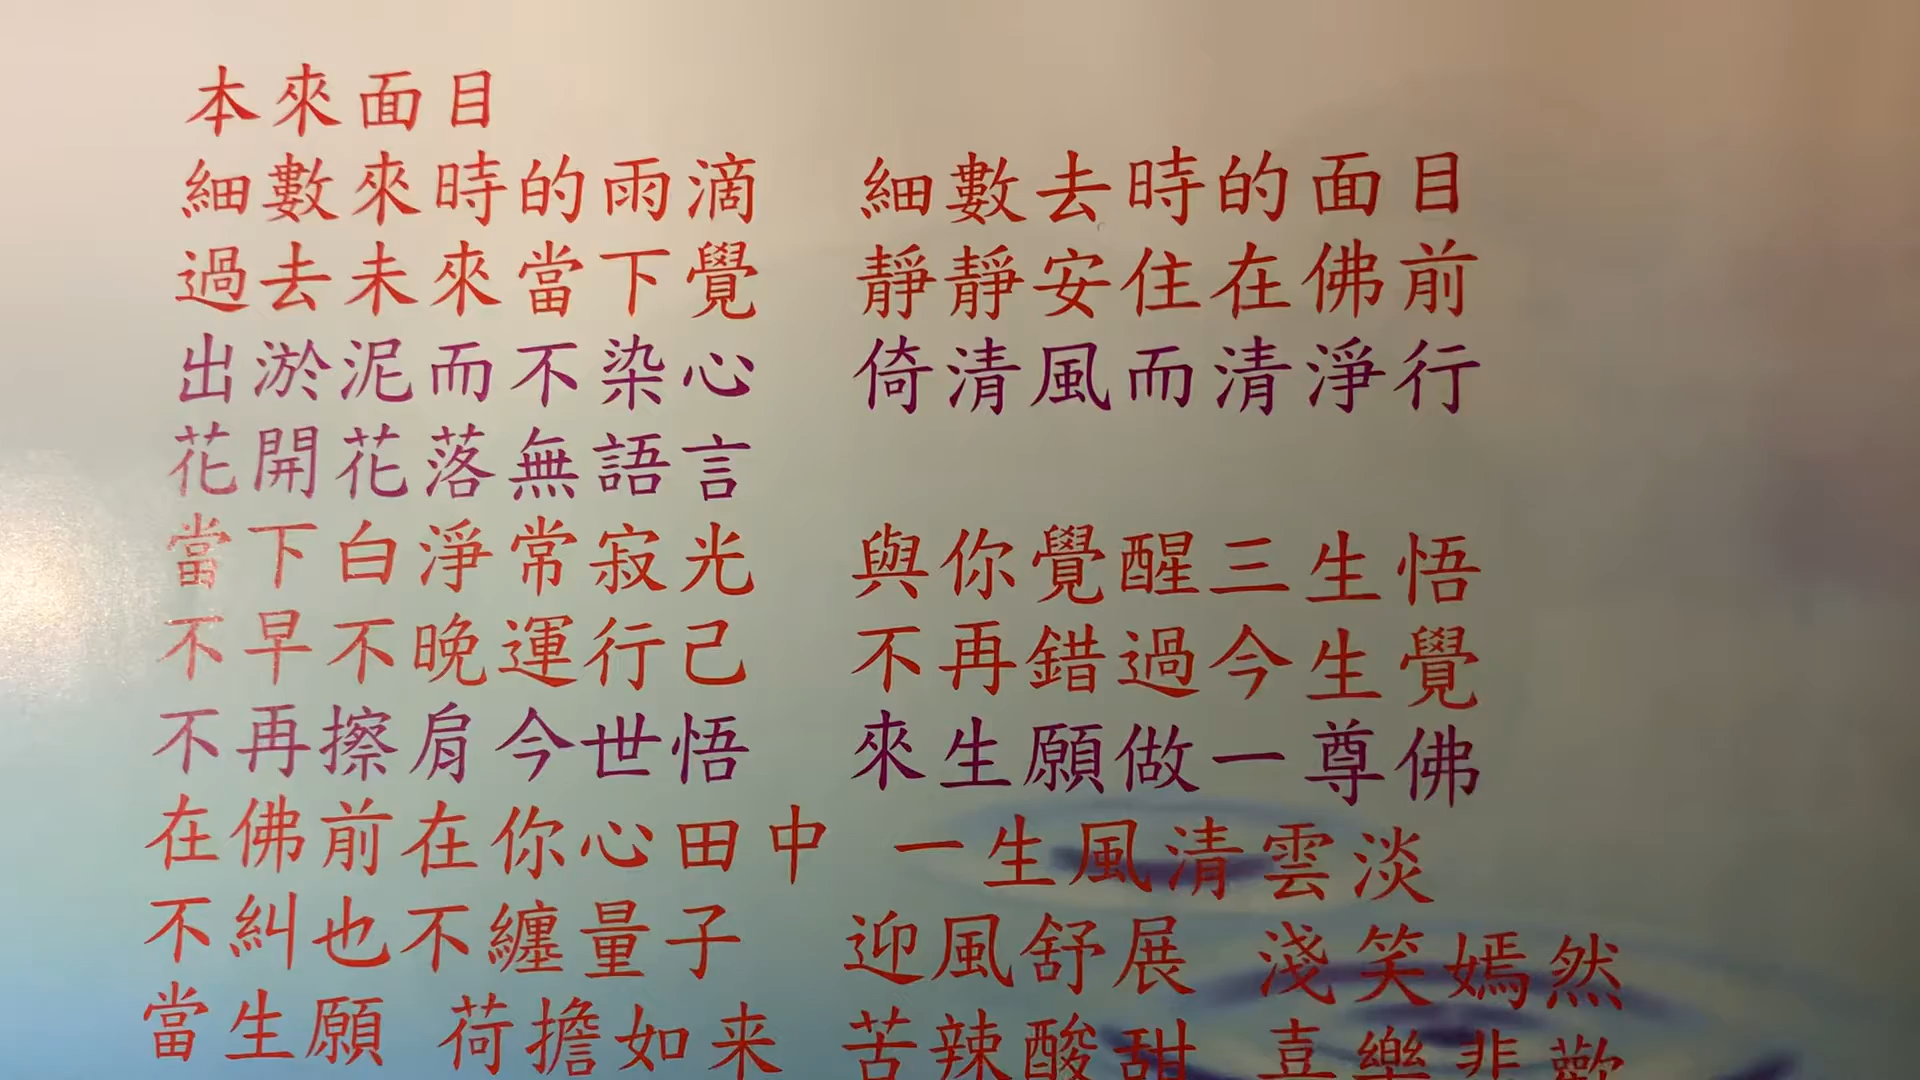 本來面目
細數來時的雨滴 細數去時的面目
過去未來當下覺 靜靜安住在佛前
出淤泥而不染心 倚清風而清淨行
花開花落無語言
當下白淨常寂光 與你覺醒三生悟
不早不晚運行己 不再錯過今生覺
不再擦肩今世悟 來生願做一尊佛
在佛前在你心田中 一生風清雲淡
不糾也不纏量子 迎風舒展 淺笑嫣然
當生願 荷擔如来 苦辣酸甜 喜樂悲歡